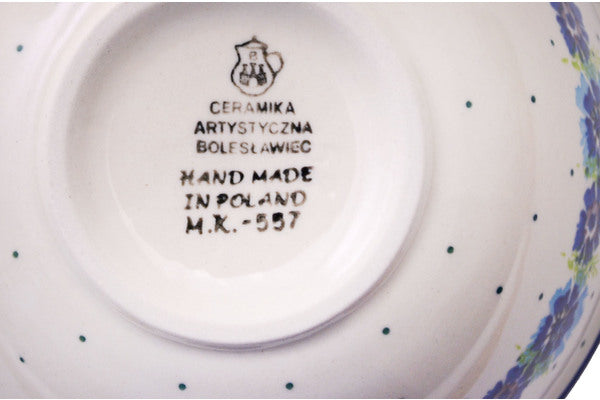 CERAMIKA
ARTYSTYCZNA
BOLESŁAWIEC
HAND MADE
IN POLAND
M.K.-557